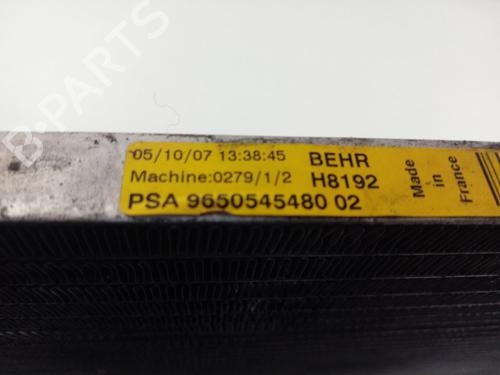 05/10/07 13:38:45 BEHR
Machine:0279/1/2 H8192
PSA 9650545480 02
Made
in
France
B-PARTS